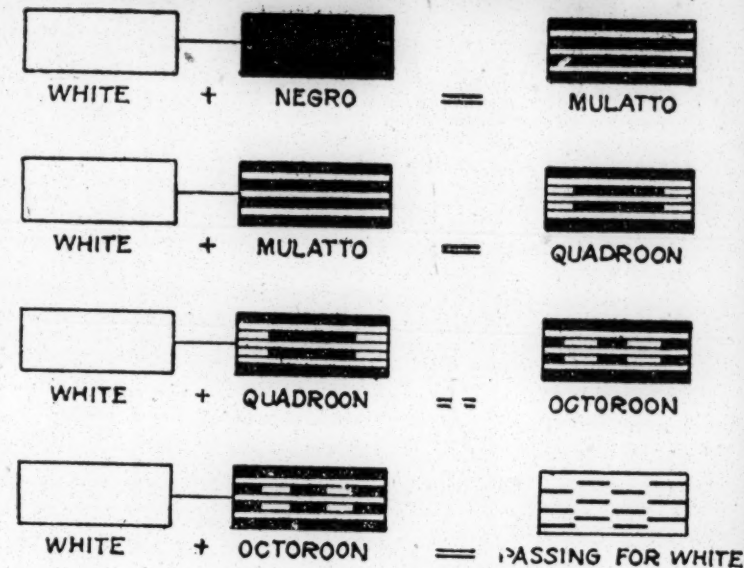 WHITE + NEGRO = MULATTO
WHITE + MULATTO = QUADROON
WHITE + QUADROON == OCTOROON
WHITE + OCTOROON = PASSING FOR WHITE